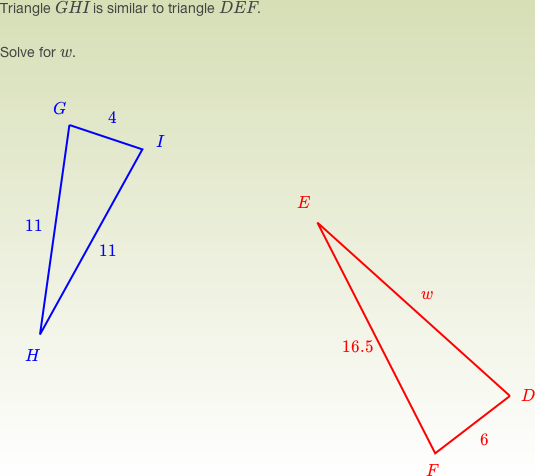 Triangle GHI is similar to triangle DEF.
Solve for w.
G
4
I
11
11
H
E
w
16.5
D
6
F